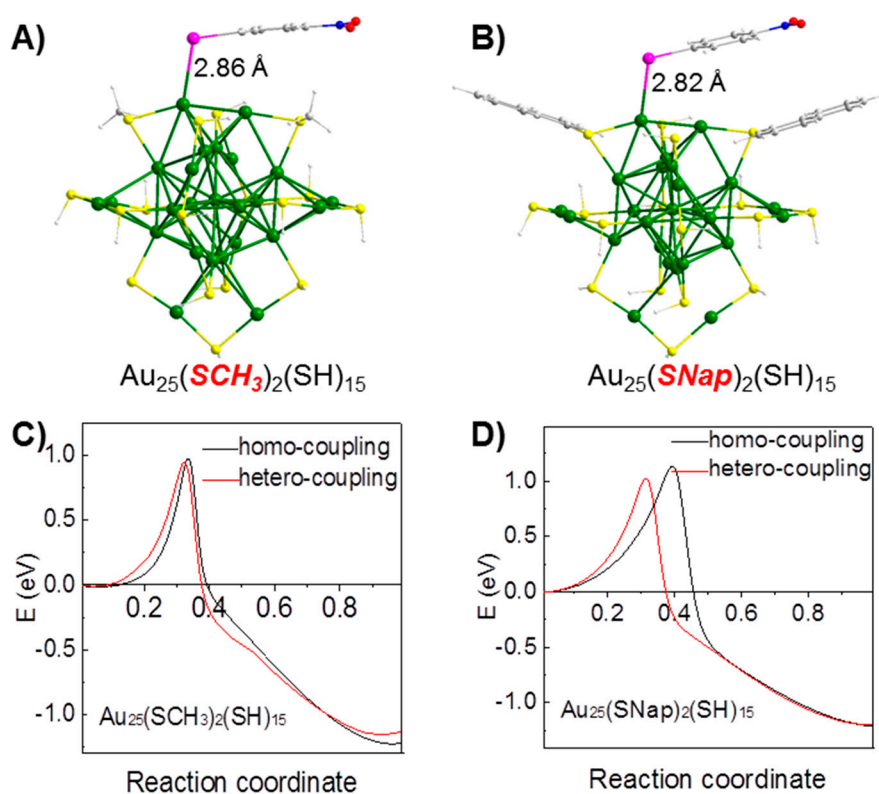 A)
2.86 Å
Au25(SCH3)2(SH)15
B)
2.82 Å
Au25(SNap)2(SH)15
C)
homo-coupling
hetero-coupling
1.0
0.5
0.0
-0.5
-1.0
0.2 0.4 0.6 0.8
E (eV)
Au25(SCH3)2(SH)15
Reaction coordinate
D)
homo-coupling
hetero-coupling
1.0
0.5
0.0
-0.5
-1.0
0.2 0.4 0.6 0.8
E (eV)
Au25(SNap)2(SH)15
Reaction coordinate